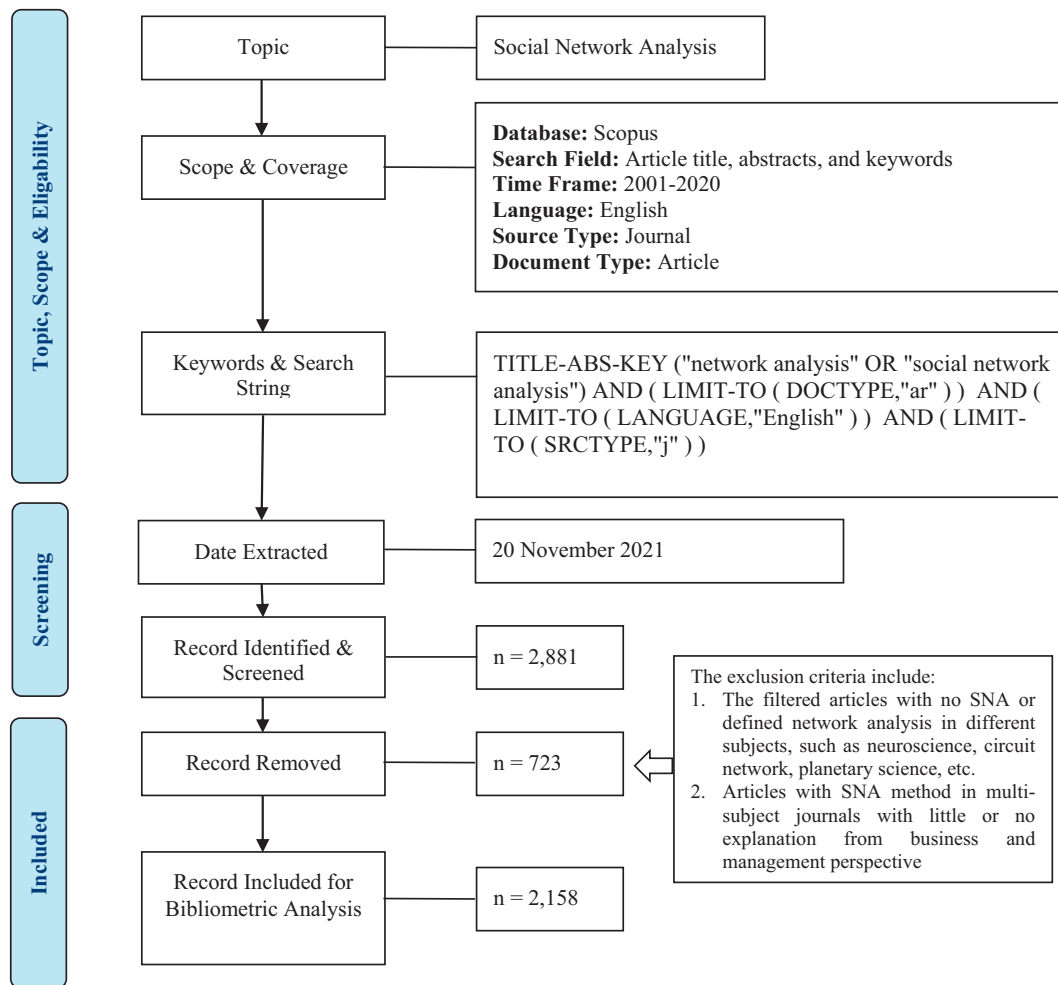 Topic, Scope & Eligability
Topic
Social Network Analysis
Scope & Coverage
Database: Scopus
Search Field: Article title, abstracts, and keywords
Time Frame: 2001-2020
Language: English
Source Type: Journal
Document Type: Article
Keywords & Search
String
TITLE-ABS-KEY ("network analysis" OR "social network
analysis") AND ( LIMIT-TO ( DOCTYPE,"ar" ) ) AND (
LIMIT-TO ( LANGUAGE,"English" ) ) AND ( LIMIT-
TO ( SRCTYPE,"j" ) )
Screening
Date Extracted
20 November 2021
Record Identified &
Screened
n = 2,881
Included
Record Removed
n = 723
The exclusion criteria include:
1. The filtered articles with no SNA or
defined network analysis in different
subjects, such as neuroscience, circuit
network, planetary science, etc.
2. Articles with SNA method in multi-
subject journals with little or no
explanation from business and
management perspective
Record Included for
Bibliometric Analysis
n = 2,158